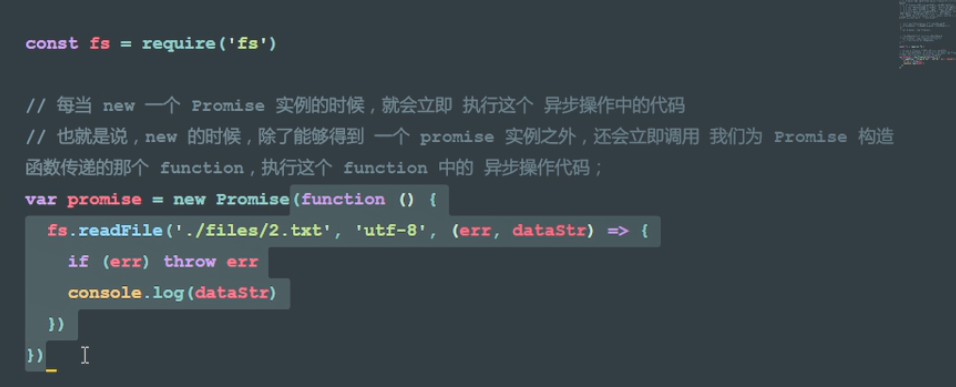 const fs = require('fs')
// 每当 new 一个 Promise 实例的时候，就会立即 执行这个 异步操作中的代码
// 也就是说，new 的时候，除了能够得到 一个 promise 实例之外，还会立即调用 我们为 Promise 构造
函数传递的那个 function，执行这个 function 中的 异步操作代码；
var promise = new Promise(function () {
  fs.readFile('./files/2.txt', 'utf-8', (err, dataStr) => {
    if (err) throw err
    console.log(dataStr)
  })
})